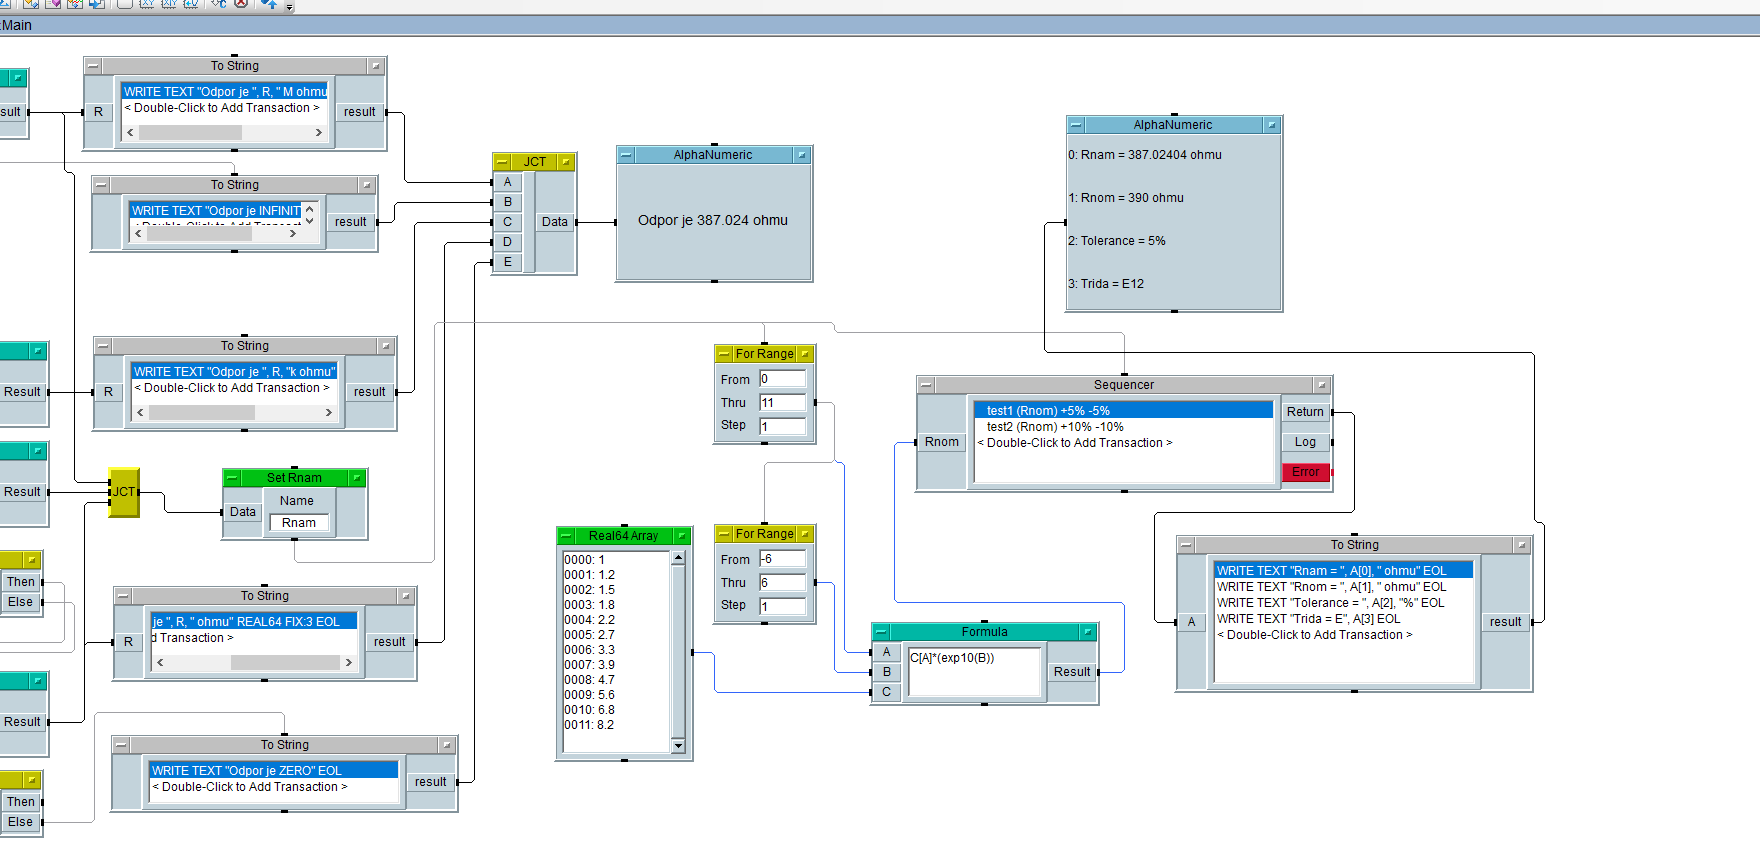 Main
To String
WRITE TEXT "Odpor je ", R, " M ohmu
< Double-Click to Add Transaction >
sult
R
result
To String
WRITE TEXT "Odpor je INFINIT
result
JCT
A
B
C
D
E
Data
AlphaNumeric
Odpor je 387.024 ohmu
AlphaNumeric
0: Rnam = 387.02404 ohmu
1: Rnom = 390 ohmu
2: Tolerance = 5%
3: Trida = E12
To String
WRITE TEXT "Odpor je ", R, "k ohmu"
< Double-Click to Add Transaction >
Result
R
result
For Range
From 0
Thru 11
Step 1
Sequencer
test1 (Rnom) +5% -5%
test2 (Rnom) +10% -10%
< Double-Click to Add Transaction >
Rnom
Return
Log
Error
Result
JCT
Set Rnam
Data
Name
Rnam
Real64 Array
0000: 1
0001: 1.2
0002: 1.5
0003: 1.8
0004: 2.2
0005: 2.7
0006: 3.3
0007: 3.9
0008: 4.7
0009: 5.6
0010: 6.8
0011: 8.2
For Range
From -6
Thru 6
Step 1
To String
WRITE TEXT "Rnam = ", A[0], " ohmu" EOL
WRITE TEXT "Rnom = ", A[1], " ohmu" EOL
WRITE TEXT "Tolerance = ", A[2], "%" EOL
WRITE TEXT "Trida = E", A[3] EOL
< Double-Click to Add Transaction >
A
result
Then
Else
To String
je ", R, " ohmu" REAL64 FIX:3 EOL
d Transaction >
R
result
Formula
A
B
C
C[A]*(exp10(B))
Result
Result
To String
WRITE TEXT "Odpor je ZERO" EOL
< Double-Click to Add Transaction >
result
Then
Else